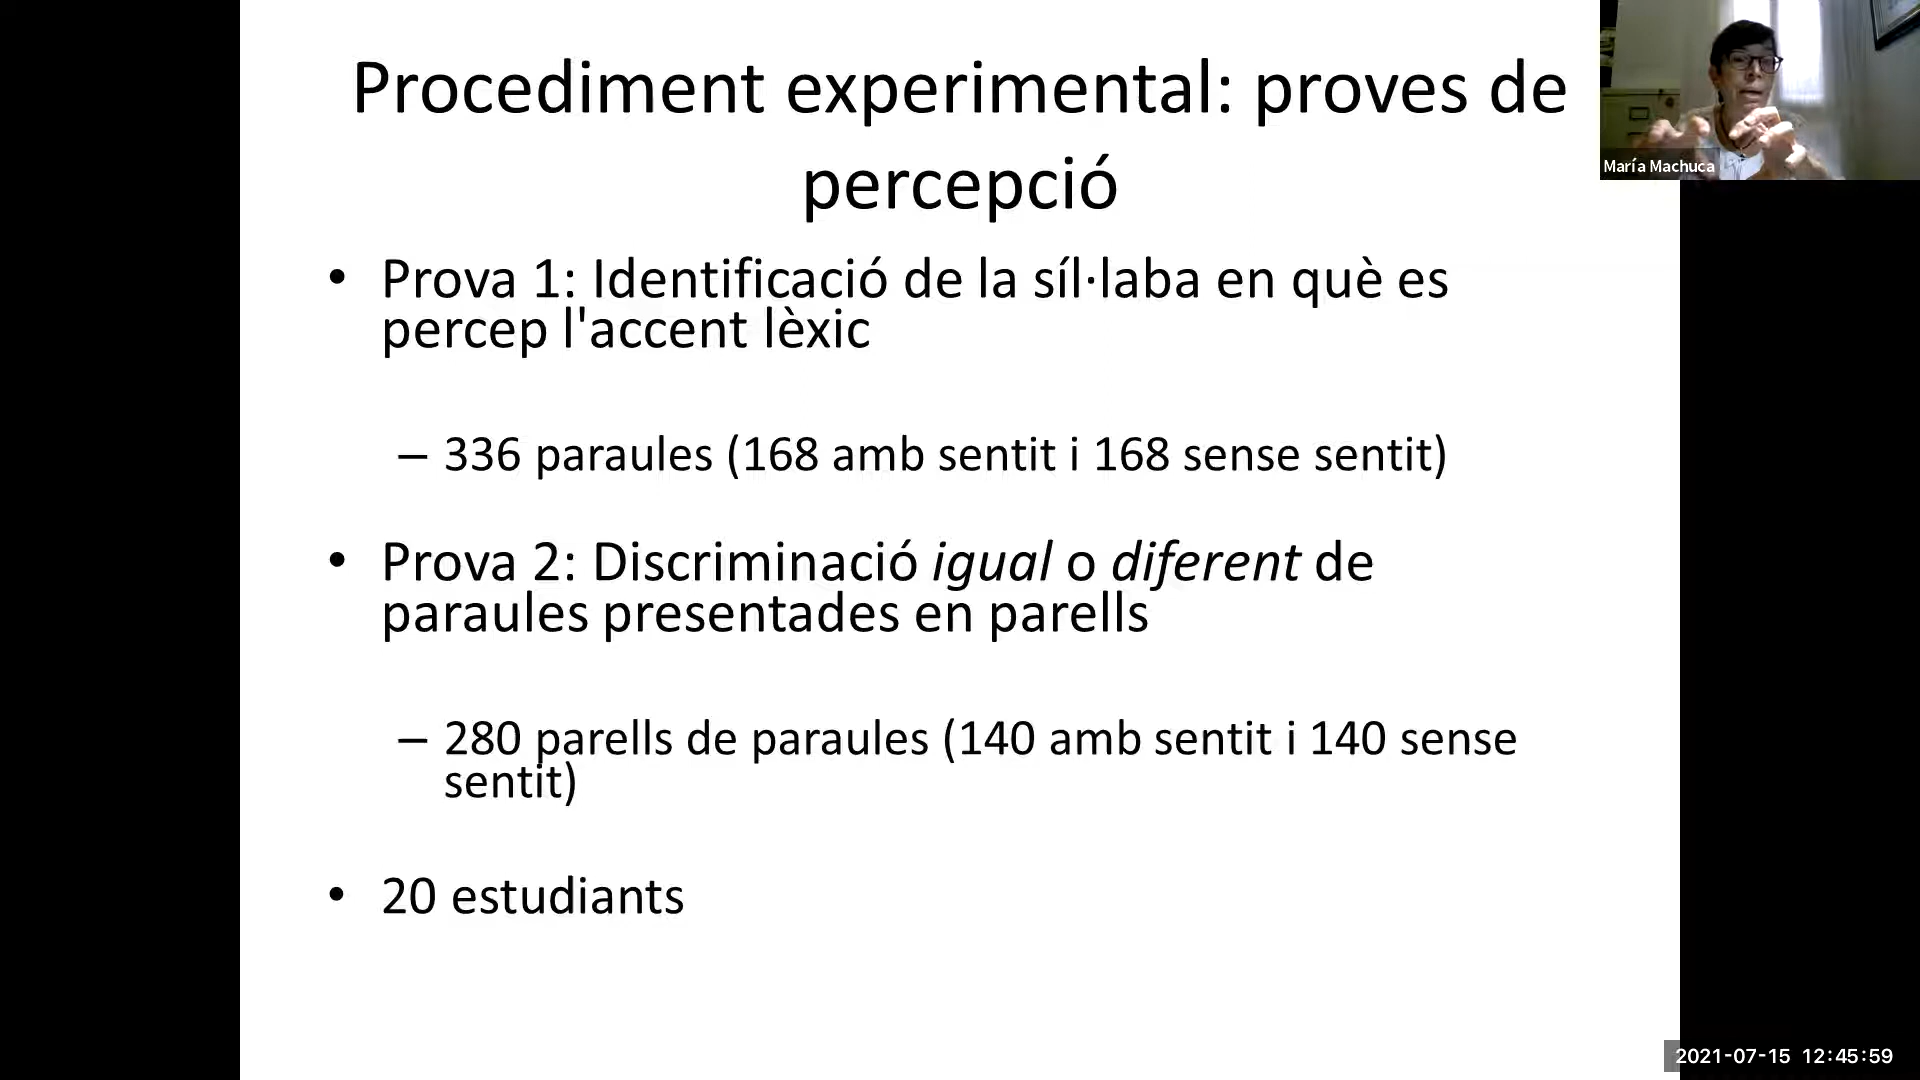 Procediment experimental: proves de
percepció
María Machuca
• Prova 1: Identificació de la síl·laba en què es
percep l'accent lèxic
– 336 paraules (168 amb sentit i 168 sense sentit)
• Prova 2: Discriminació igual o diferent de
paraules presentades en parells
– 280 parells de paraules (140 amb sentit i 140 sense
sentit)
• 20 estudiants
2021-07-15 12:45:59